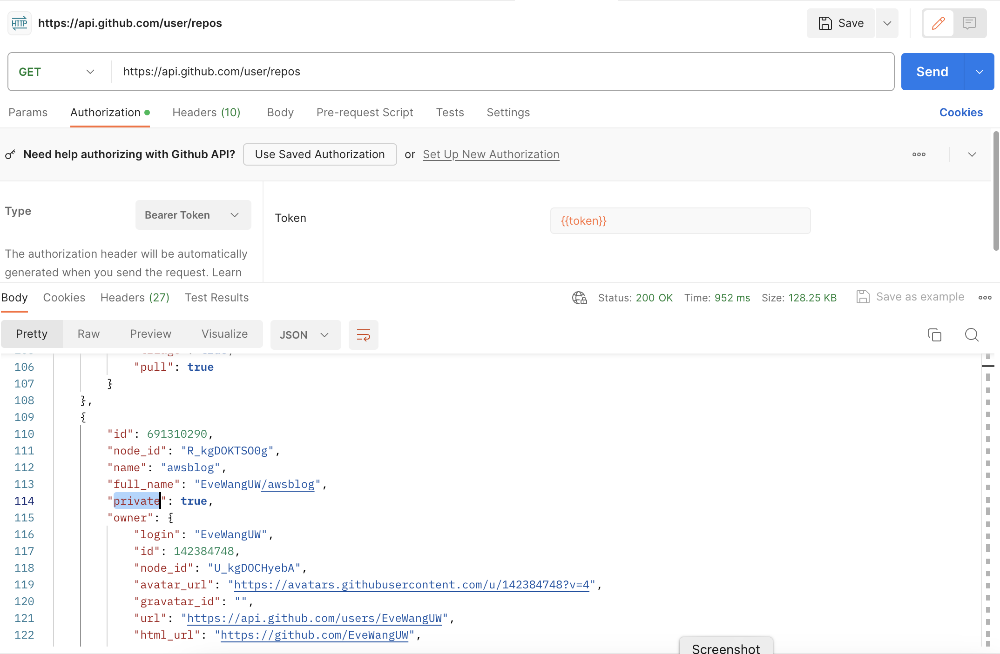 HTTP https://api.github.com/user/repos Save
GET https://api.github.com/user/repos Send
Params Authorization Headers (10) Body Pre-request Script Tests Settings Cookies
Need help authorizing with Github API? Use Saved Authorization or Set Up New Authorization
Type Bearer Token Token {{token}}
The authorization header will be automatically
generated when you send the request. Learn
Body Cookies Headers (27) Test Results Status: 200 OK Time: 952 ms Size: 128.25 KB Save as example
Pretty Raw Preview Visualize JSON
106 "pull": true
107 }
108 },
109 {
110 "id": 691310290,
111 "node_id": "R_kgDOKTSO0g",
112 "name": "awsblog",
113 "full_name": "EveWangUW/awsblog",
114 "private": true,
115 "owner": {
116 "login": "EveWangUW",
117 "id": 142384748,
118 "node_id": "U_kgDOCHyebA",
119 "avatar_url": "https://avatars.githubusercontent.com/u/142384748?v=4",
120 "gravatar_id": "",
121 "url": "https://api.github.com/users/EveWangUW",
122 "html_url": "https://github.com/EveWangUW",
Screenshot